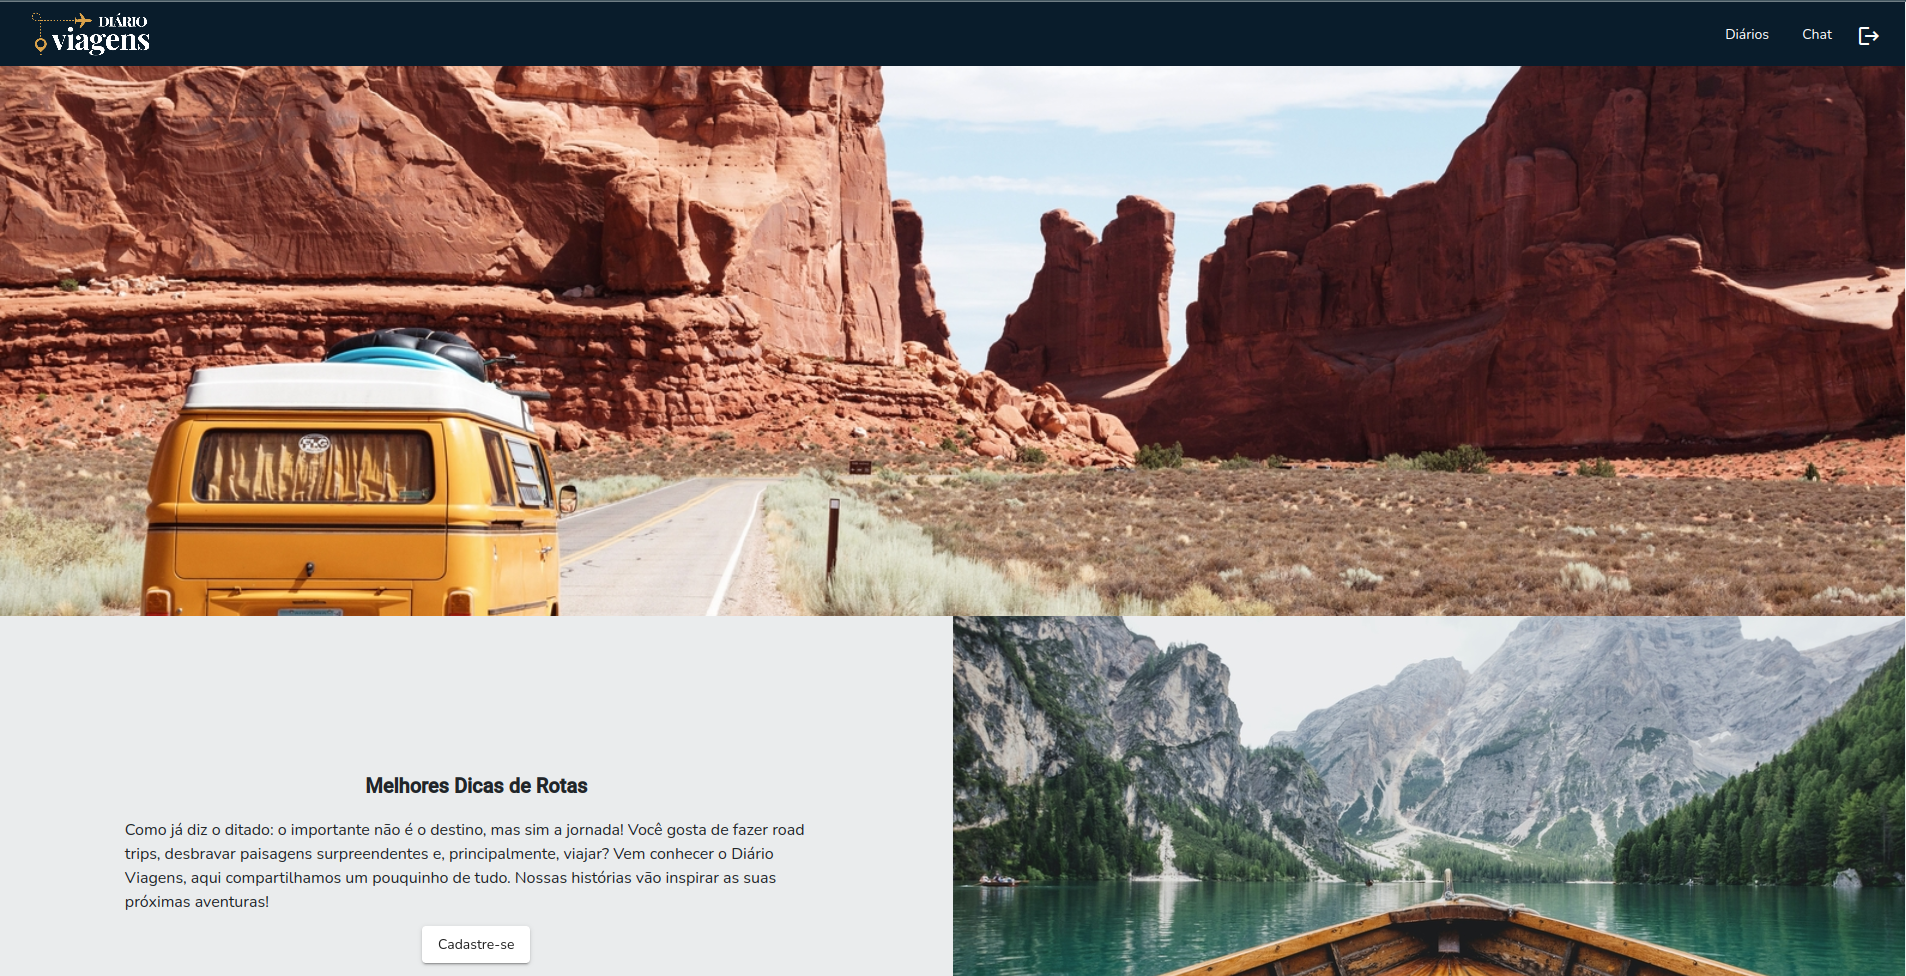 DIÁRIO
viagens
Diários
Chat
Melhores Dicas de Rotas
Como já diz o ditado: o importante não é o destino, mas sim a jornada! Você gosta de fazer road
trips, desbravar paisagens surpreendentes e, principalmente, viajar? Vem conhecer o Diário
Viagens, aqui compartilhamos um pouquinho de tudo. Nossas histórias vão inspirar as suas
próximas aventuras!
Cadastre-se